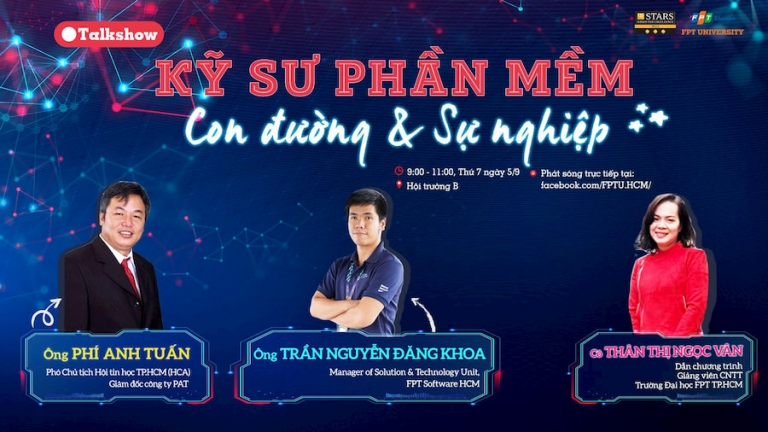 Talkshow
STARS
FPT
FPT UNIVERSITY
KỸ SƯ PHẦN MỀM
Con đường & Sự nghiệp
9:00 - 11:00, Thứ 7 ngày 5/9
Hội trường B
Phát sóng trực tiếp tại:
facebook.com/FPTU.HCM/
Ông PHÍ ANH TUẤN
Phó Chủ tịch Hội tin học TP.HCM (HCA)
Giám đốc công ty PAT
Ông TRẦN NGUYỄN ĐĂNG KHOA
Manager of Solution & Technology Unit,
FPT Software HCM
Cô THÂN THỊ NGỌC VÂN
Dẫn chương trình
Giảng viên CNTT
Trường Đại học FPT TP.HCM